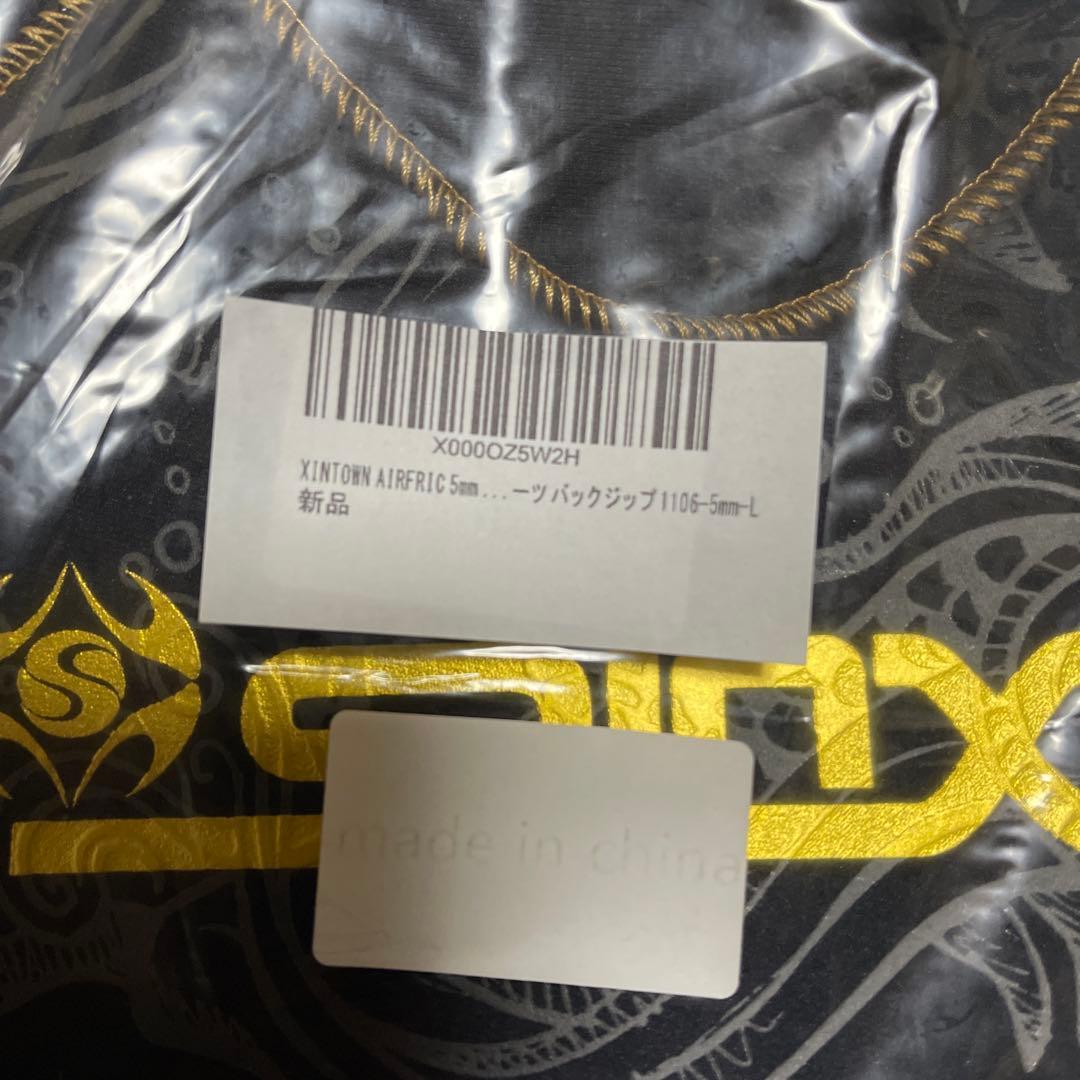 X000OZ5W2H
XINTOWN AIRFRIC 5mm...ーツ バックジップ 1106-5mm-L
新品
S
made in china